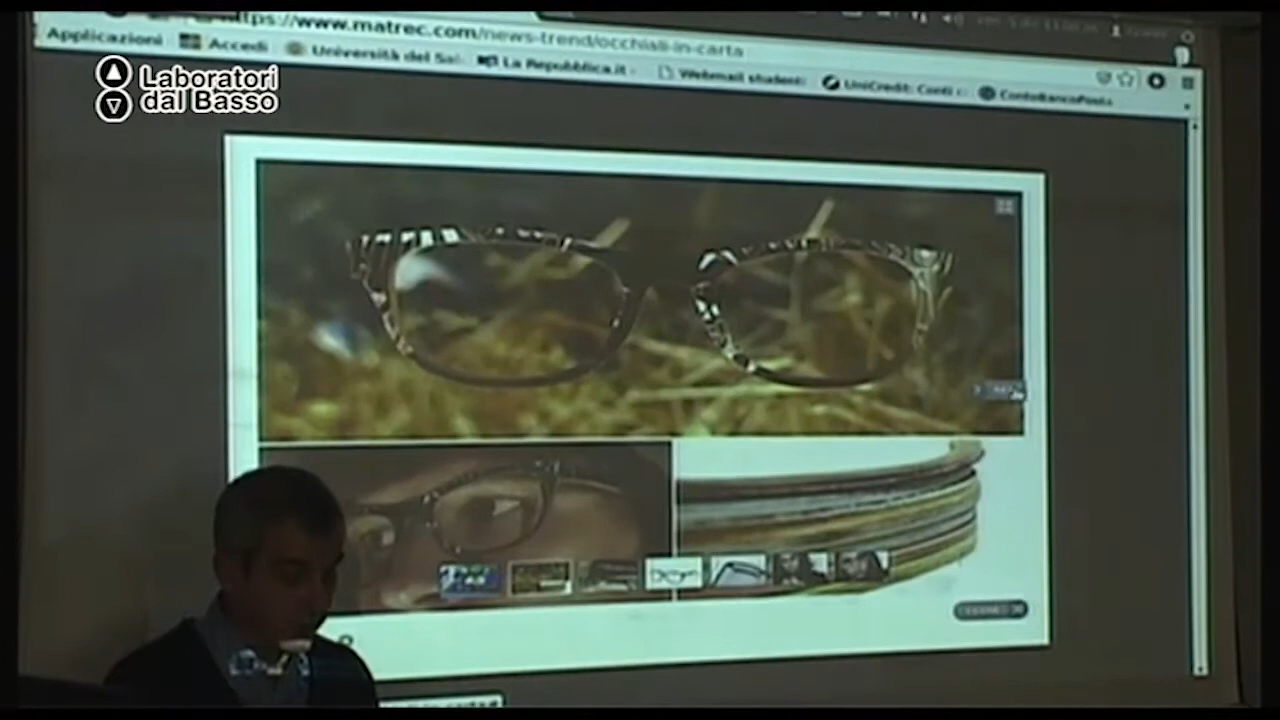 https://www.matrec.com/news-trend/occhiali-in-carta
Applicazioni Accedi Università del Sal La Repubblica.it Webmail studenti UniCredit: Conti c ContoBancoPosta
Laboratori
dal Basso